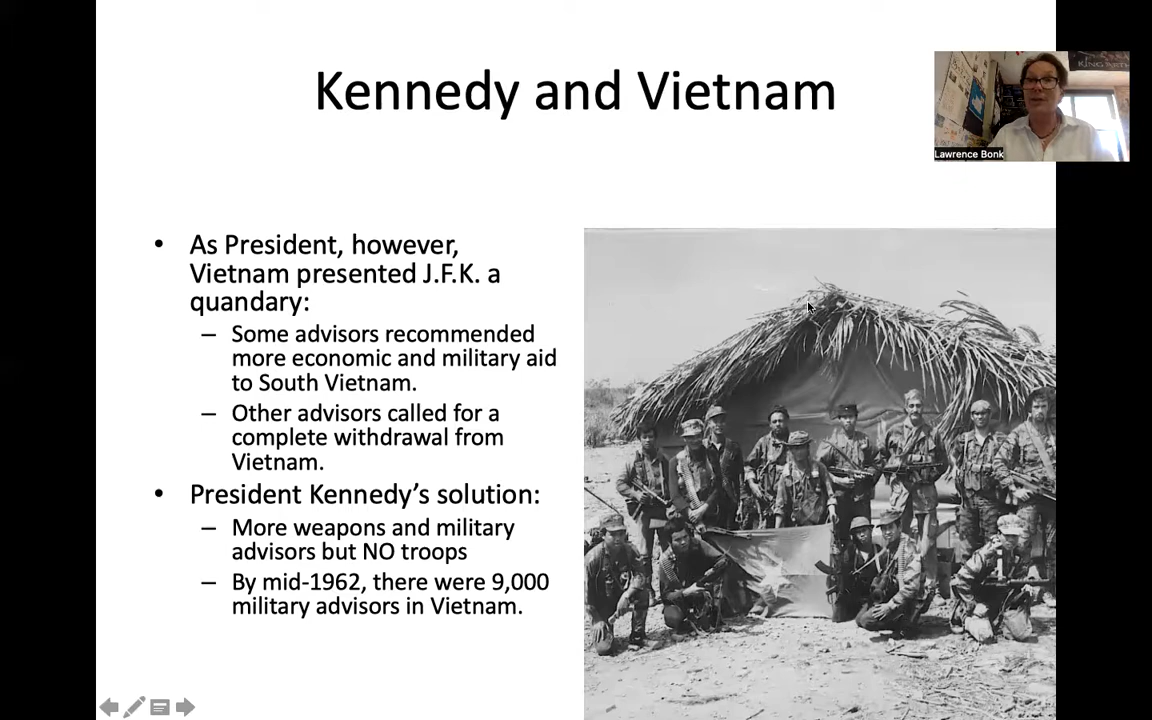 Kennedy and Vietnam
Lawrence Bonk
• As President, however,
Vietnam presented J.F.K. a
quandary:
– Some advisors recommended
more economic and military aid
to South Vietnam.
– Other advisors called for a
complete withdrawal from
Vietnam.
• President Kennedy’s solution:
– More weapons and military
advisors but NO troops
– By mid-1962, there were 9,000
military advisors in Vietnam.